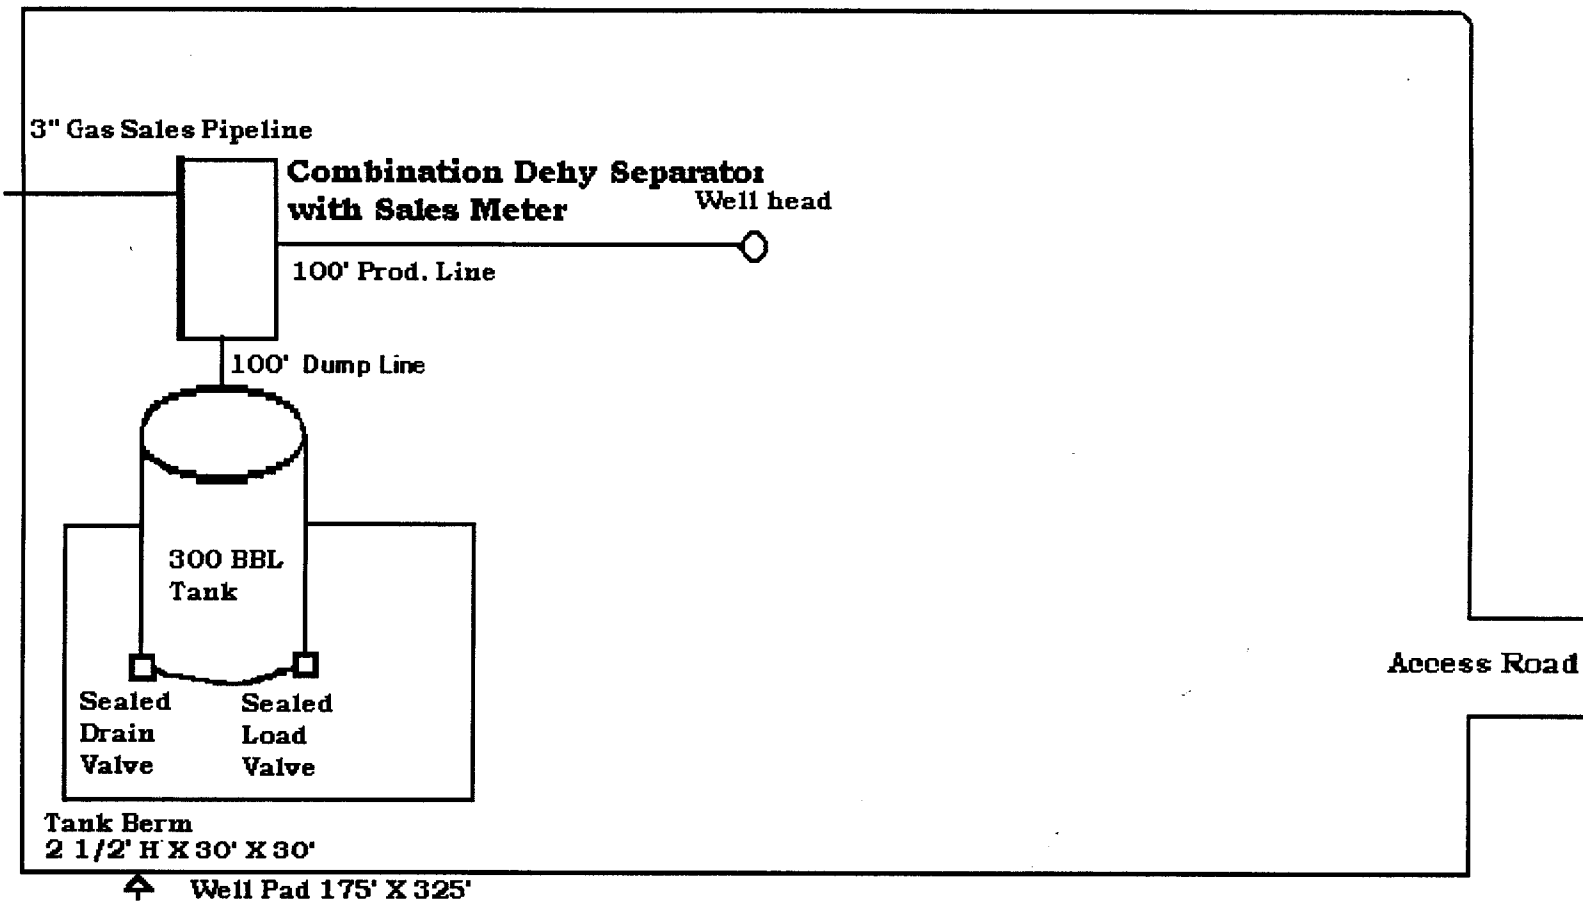 3" Gas Sales Pipeline
Combination Dehy Separator
with Sales Meter
Well head
100' Prod. Line
100' Dump Line
300 BBL
Tank
Sealed
Drain
Valve
Sealed
Load
Valve
Access Road
Tank Berm
2 1/2' H X 30' X 30'
Well Pad 175' X 325'